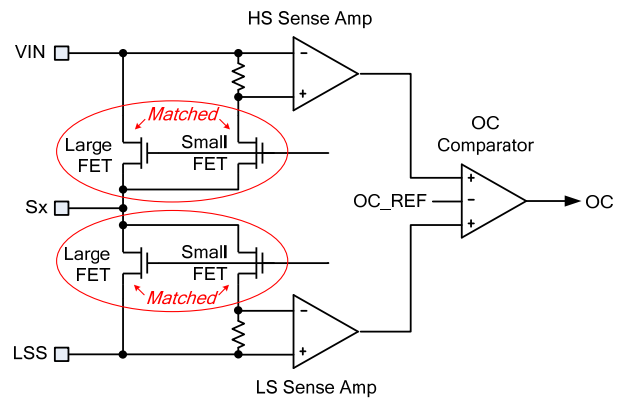 HS Sense Amp
VIN
−
+
Matched
Large
FET
Small
FET
OC
Comparator
+
Sx
OC_REF
−
OC
+
Large
FET
Small
FET
Matched
−
+
LSS
LS Sense Amp